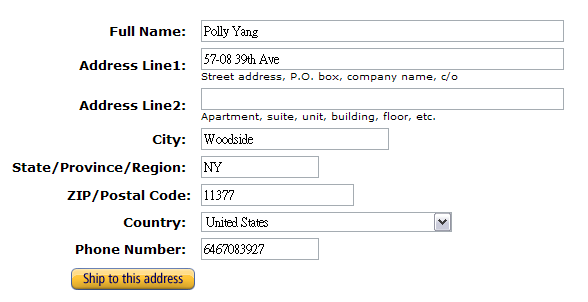 Full Name: Polly Yang
Address Line1: 57-08 39th Ave
Street address, P.O. box, company name, c/o
Address Line2:
Apartment, suite, unit, building, floor, etc.
City: Woodside
State/Province/Region: NY
ZIP/Postal Code: 11377
Country: United States
Phone Number: 6467083927
Ship to this address